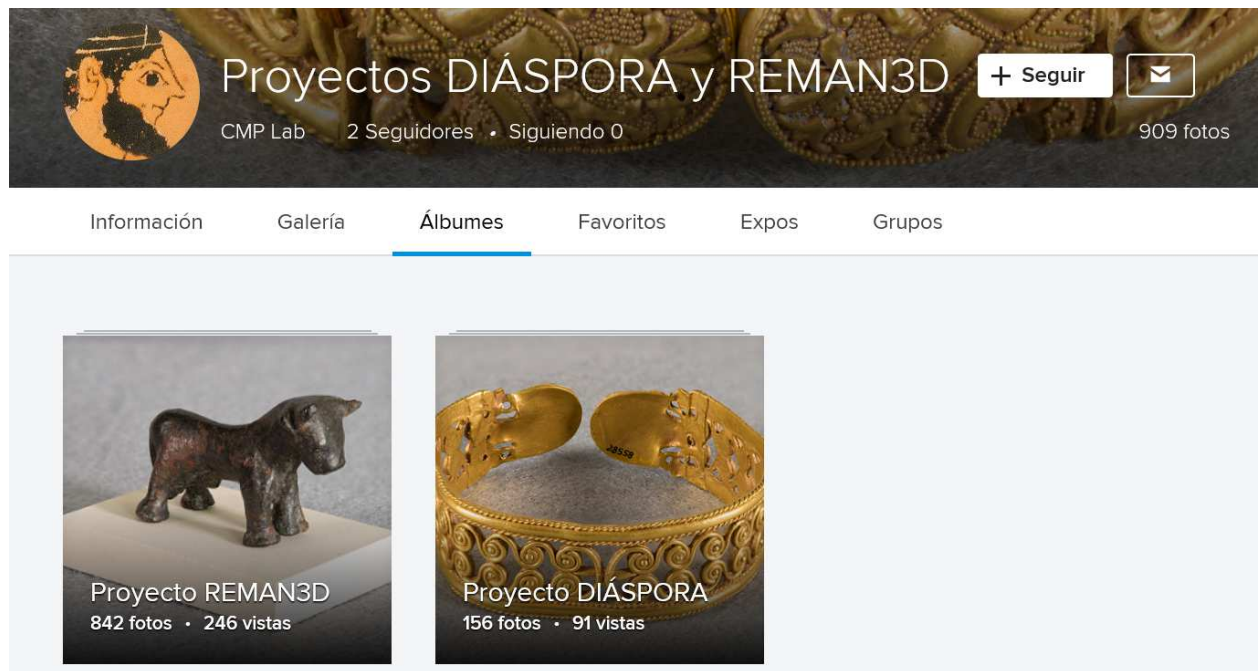 Proyectos DIÁSPORA y REMAN3D
+ Seguir
CMP Lab 2 Seguidores • Siguiendo 0
909 fotos
Información Galería Álbumes Favoritos Expos Grupos
28558
Proyecto REMAN3D
842 fotos • 246 vistas
Proyecto DIÁSPORA
156 fotos • 91 vistas